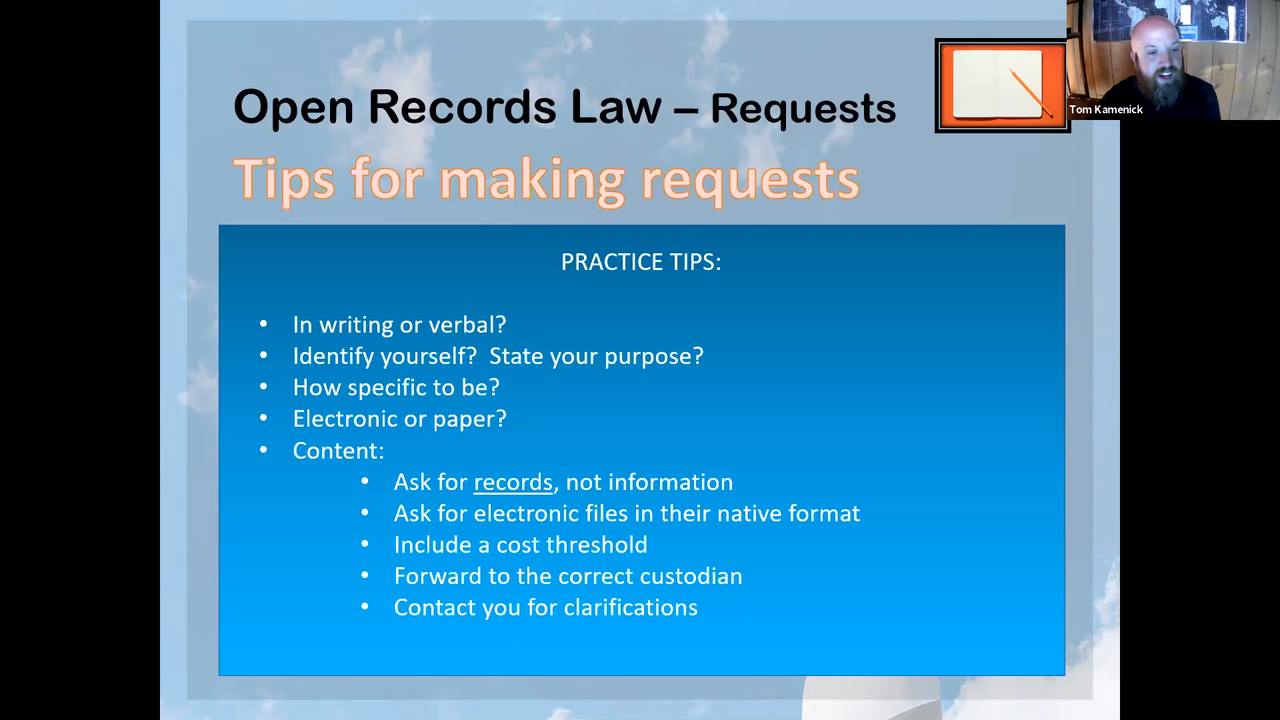 Open Records Law – Requests
Tom Kamenick
Tips for making requests
PRACTICE TIPS:
• In writing or verbal?
• Identify yourself?  State your purpose?
• How specific to be?
• Electronic or paper?
• Content:
• Ask for records, not information
• Ask for electronic files in their native format
• Include a cost threshold
• Forward to the correct custodian
• Contact you for clarifications